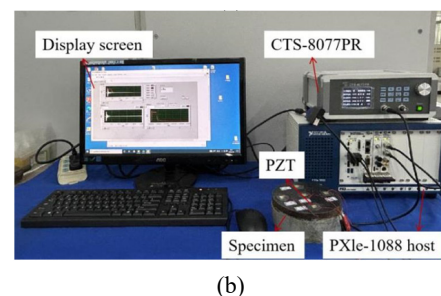 Display screen
CTS-8077PR
PZT
Specimen
PXIe-1088 host
(b)